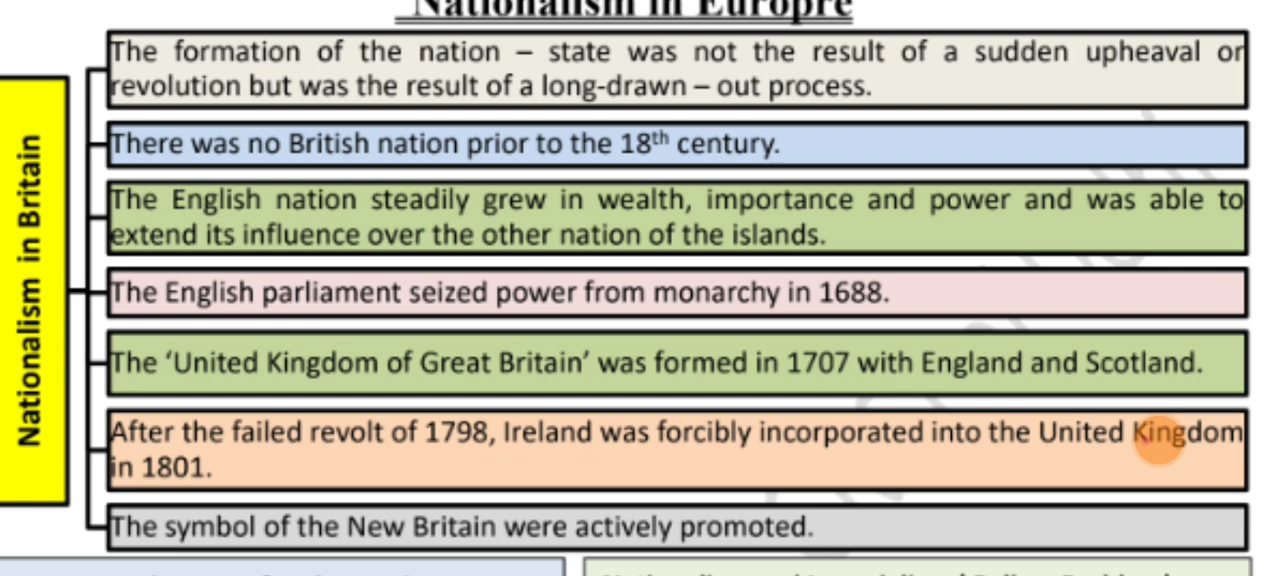 Nationalism in Europre
The formation of the nation – state was not the result of a sudden upheaval or
revolution but was the result of a long-drawn – out process.
There was no British nation prior to the 18th century.
The English nation steadily grew in wealth, importance and power and was able to
extend its influence over the other nation of the islands.
Nationalism in Britain
The English parliament seized power from monarchy in 1688.
The ‘United Kingdom of Great Britain’ was formed in 1707 with England and Scotland.
After the failed revolt of 1798, Ireland was forcibly incorporated into the United Kingdom
in 1801.
The symbol of the New Britain were actively promoted.